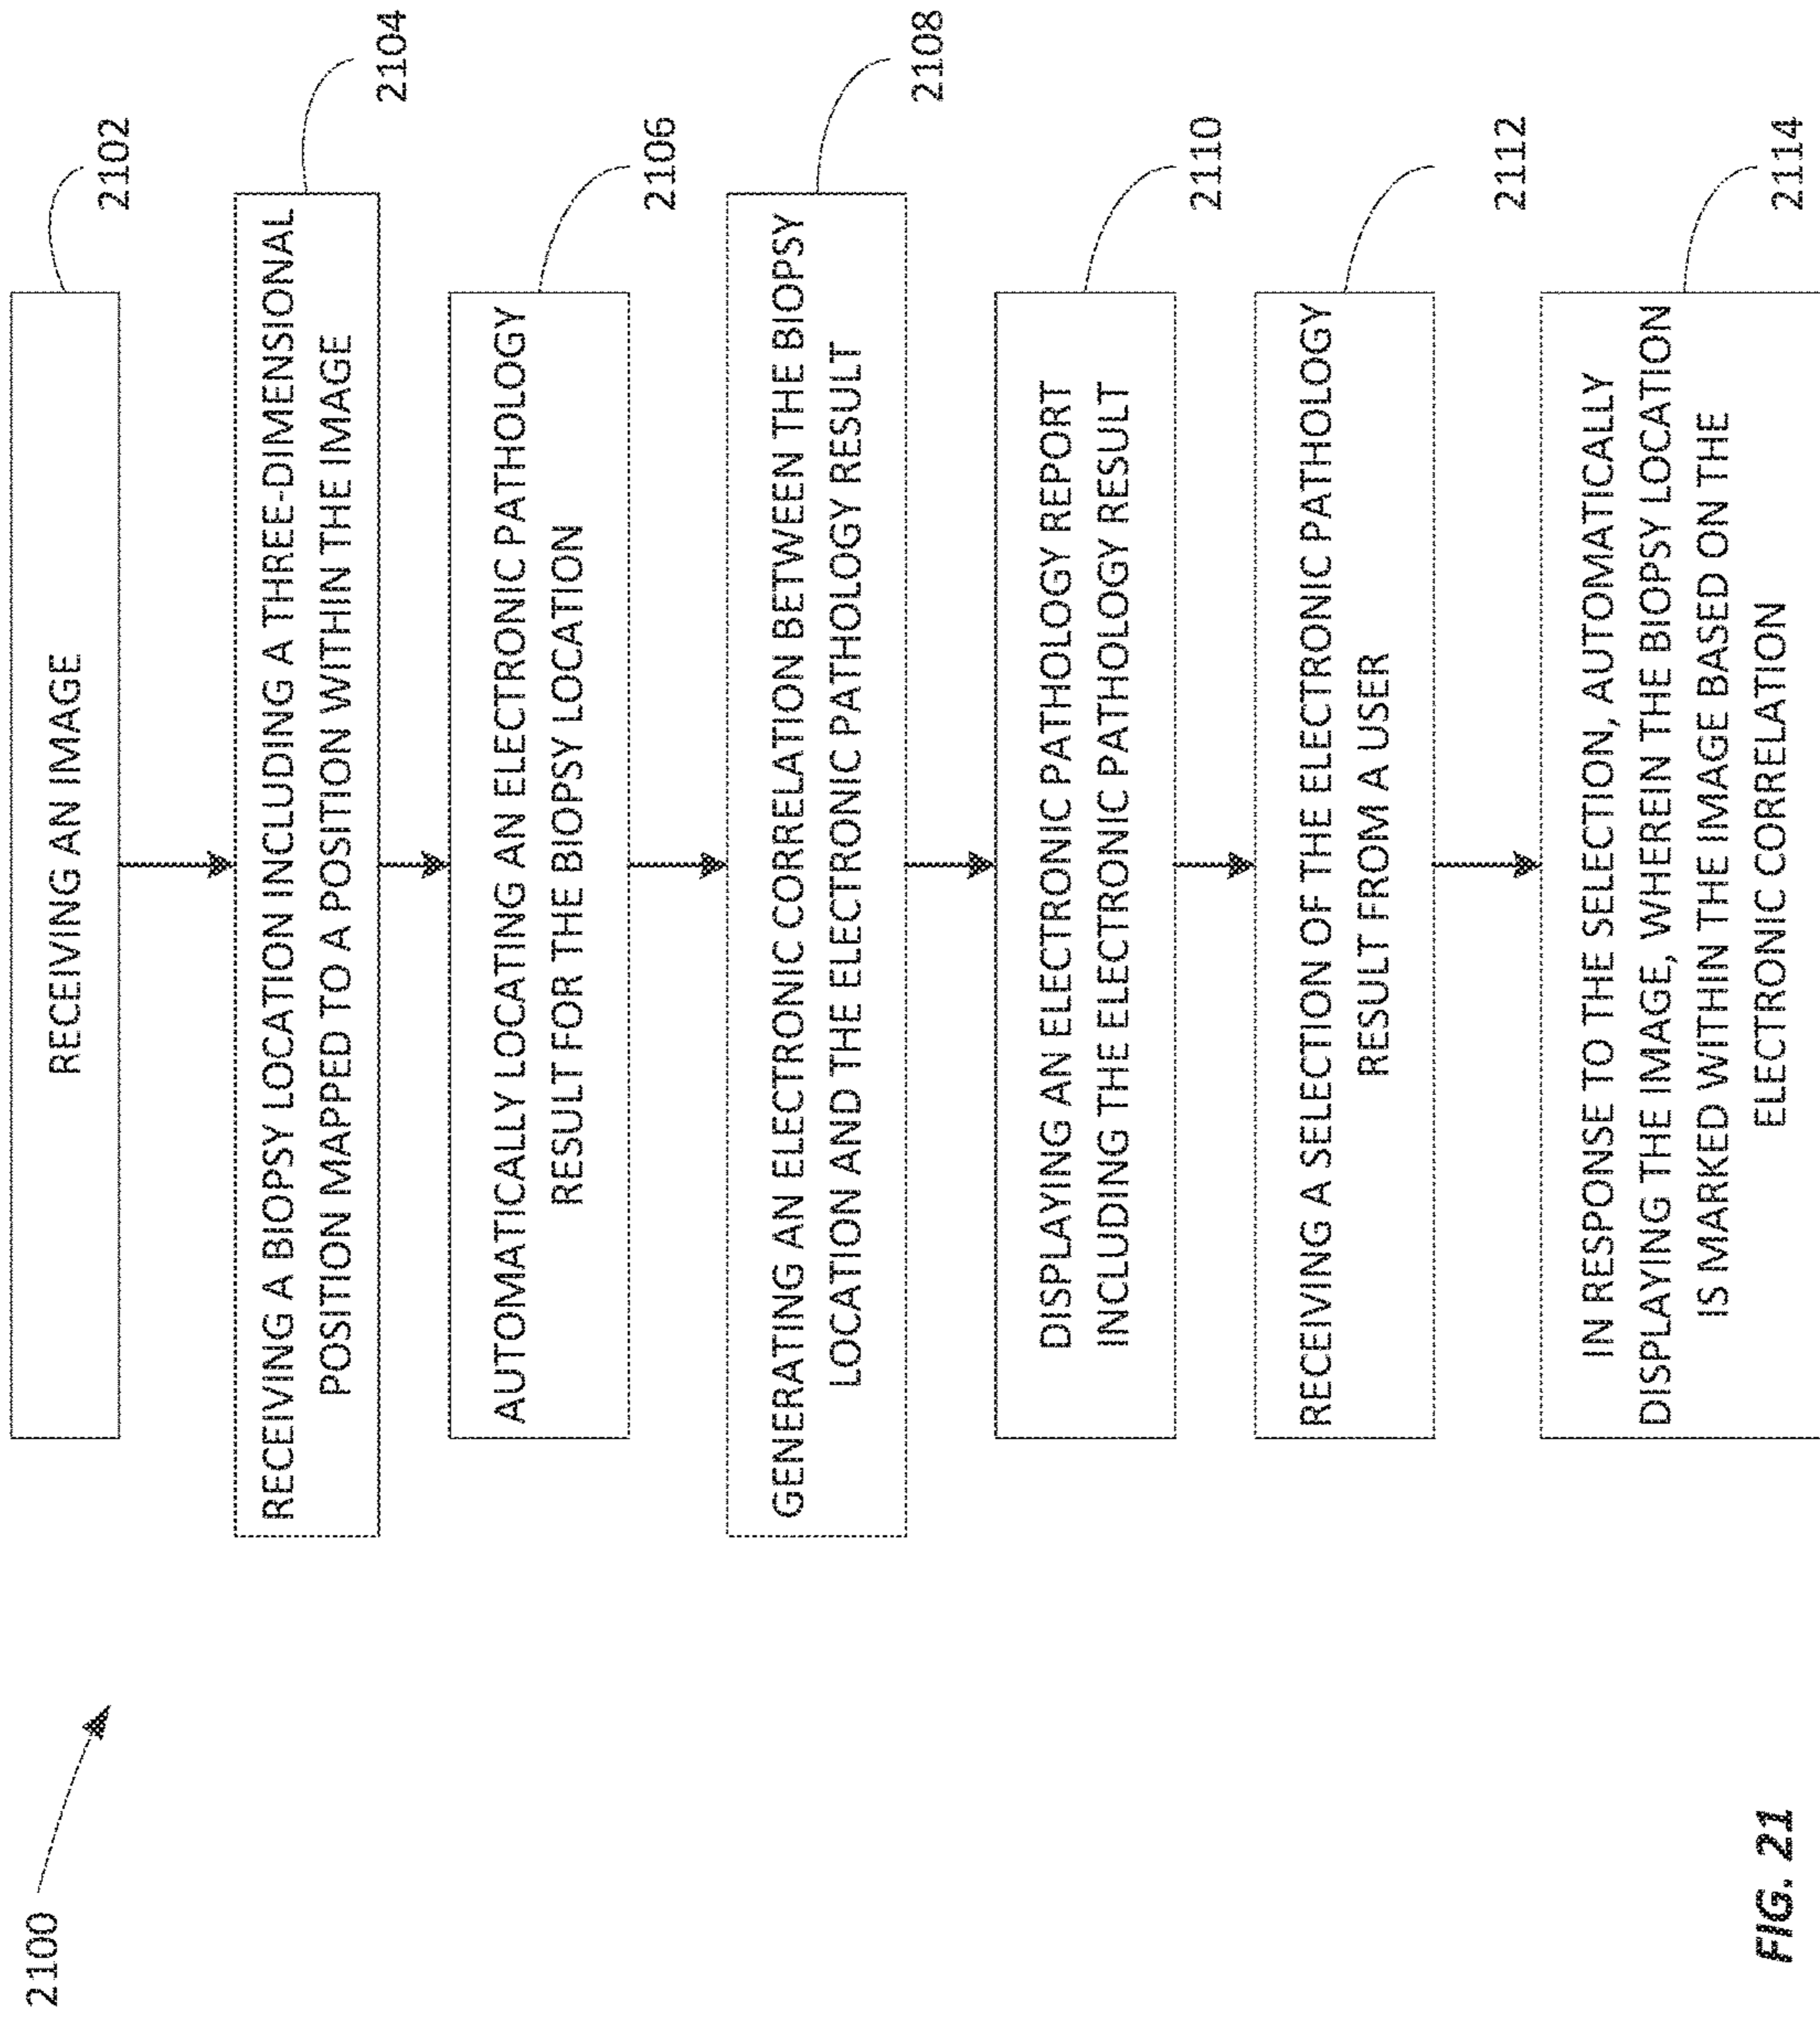 2100
RECEIVING AN IMAGE
2102
RECEIVING A BIOPSY LOCATION INCLUDING A THREE-DIMENSIONAL
POSITION MAPPED TO A POSITION WITHIN THE IMAGE
2104
AUTOMATICALLY LOCATING AN ELECTRONIC PATHOLOGY
RESULT FOR THE BIOPSY LOCATION
2106
GENERATING AN ELECTRONIC CORRELATION BETWEEN THE BIOPSY
LOCATION AND THE ELECTRONIC PATHOLOGY RESULT
2108
DISPLAYING AN ELECTRONIC PATHOLOGY REPORT
INCLUDING THE ELECTRONIC PATHOLOGY RESULT
2110
RECEIVING A SELECTION OF THE ELECTRONIC PATHOLOGY
RESULT FROM A USER
2112
IN RESPONSE TO THE SELECTION, AUTOMATICALLY
DISPLAYING THE IMAGE, WHEREIN THE BIOPSY LOCATION
IS MARKED WITHIN THE IMAGE BASED ON THE
ELECTRONIC CORRELATION
2114
FIG. 21